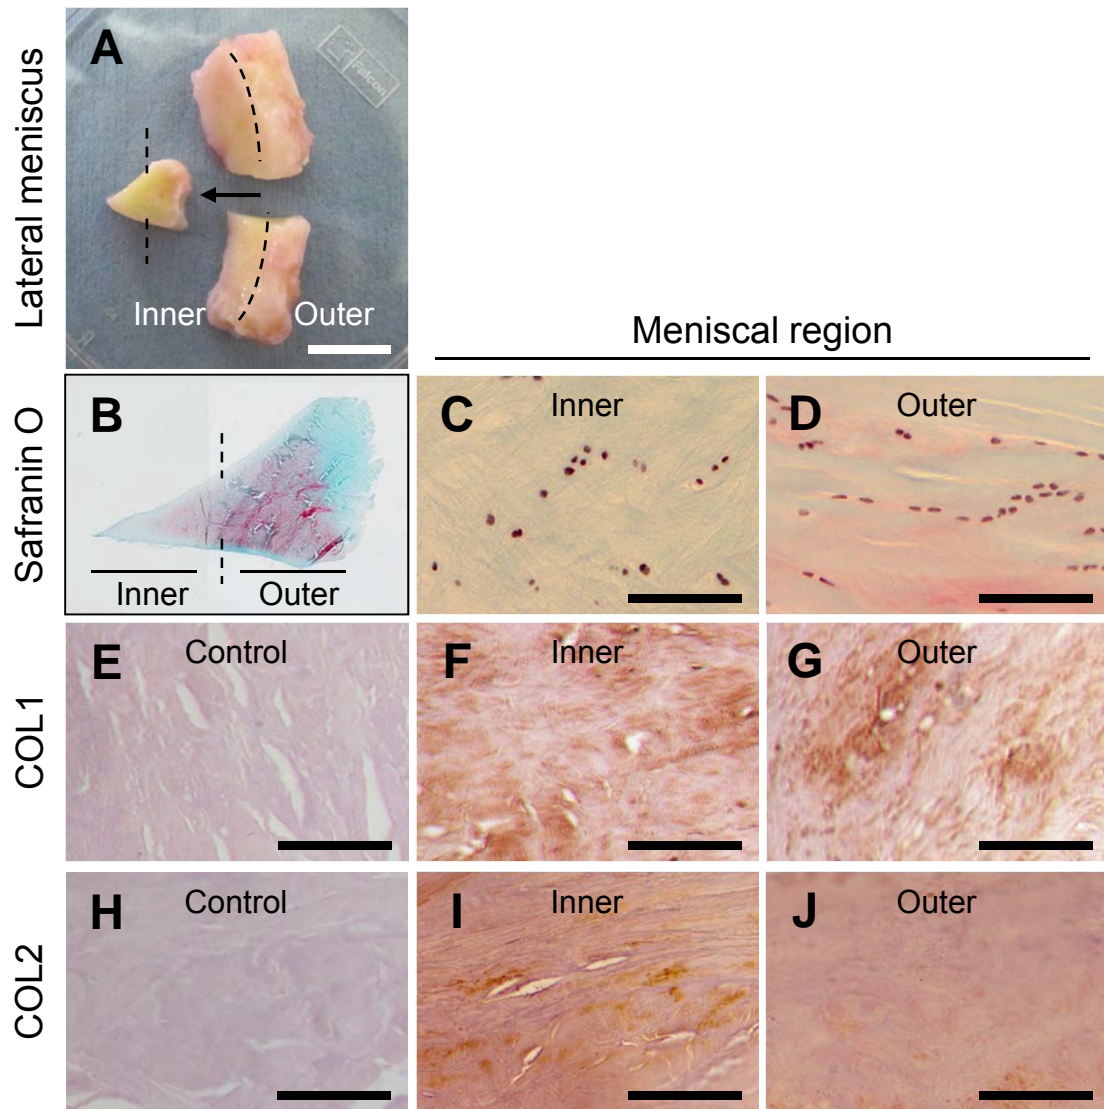 Lateral meniscus
A
Falcon
Inner
Outer
Meniscal region
Safranin O
B
Inner
Outer
C
Inner
D
Outer
COL1
E
Control
F
Inner
G
Outer
COL2
H
Control
I
Inner
J
Outer